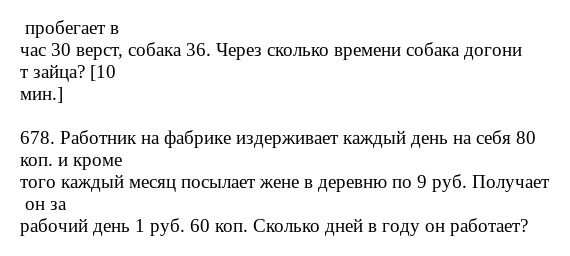 пробегает в
час 30 верст, собака 36. Через сколько времени собака догони
т зайца? [10
мин.]
678. Работник на фабрике издерживает каждый день на себя 80
коп. и кроме
того каждый месяц посылает жене в деревню по 9 руб. Получает
он за
рабочий день 1 руб. 60 коп. Сколько дней в году он работает?